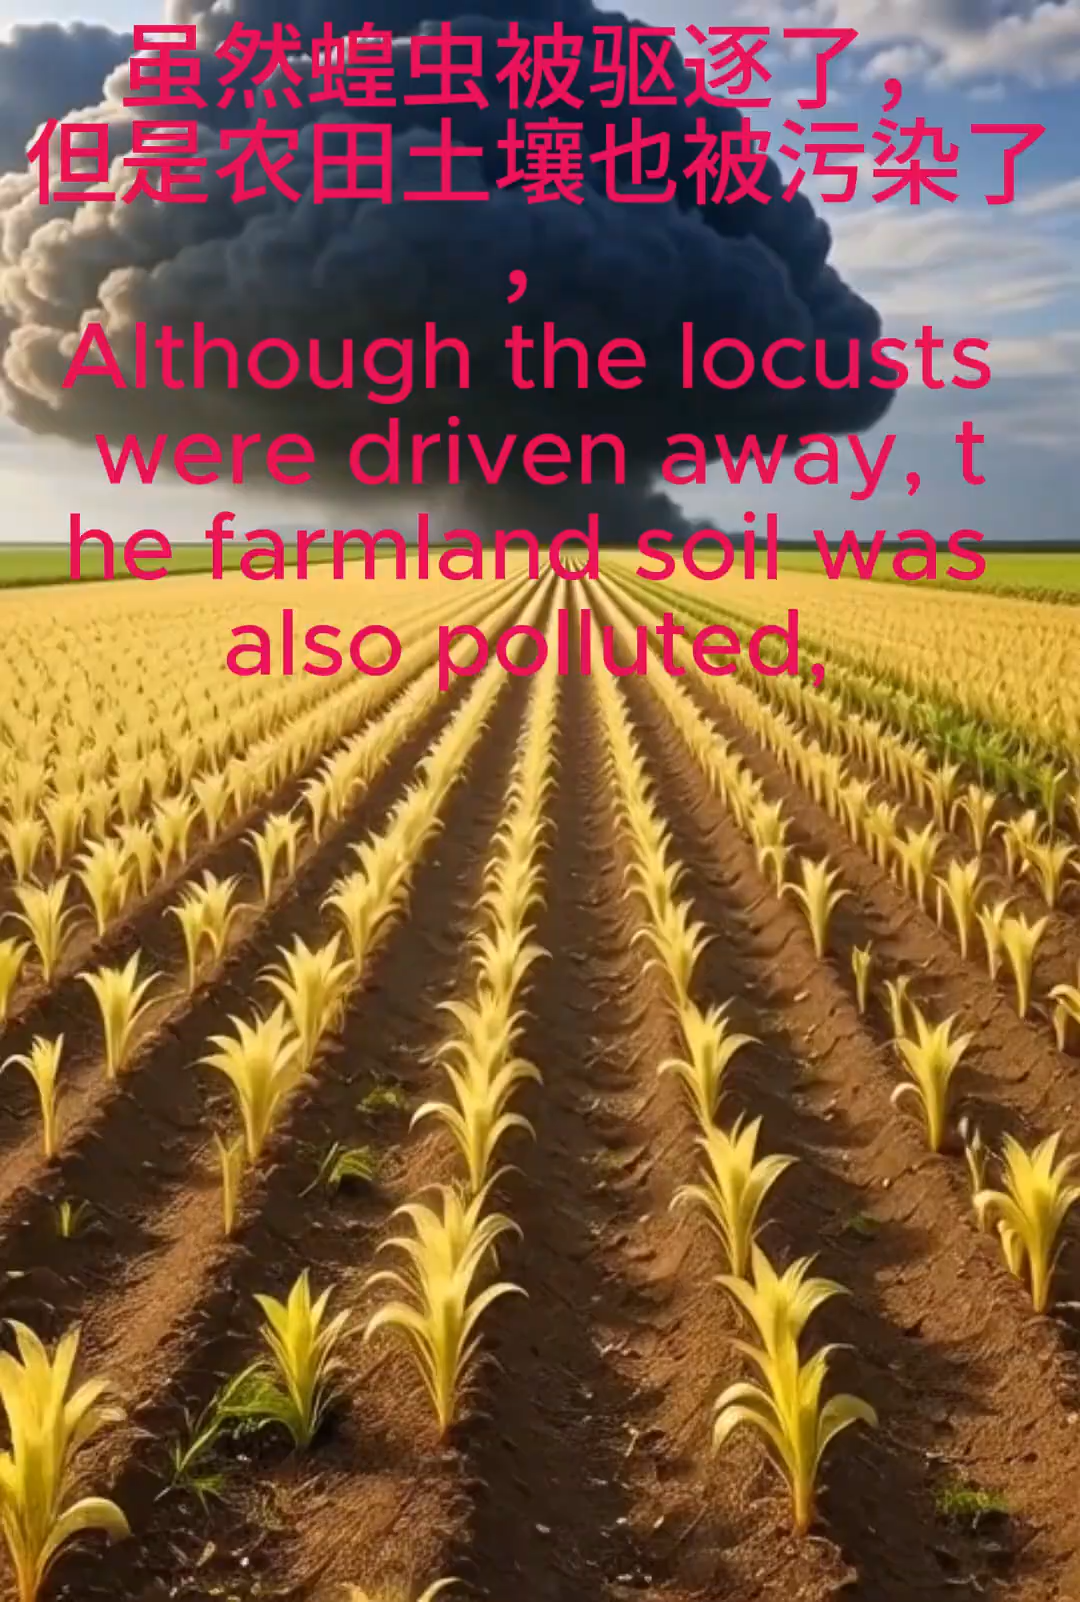 虽然蝗虫被驱逐了，
但是农田土壤也被污染了
，
Although the locusts
were driven away, t
he farmland soil was
also polluted,